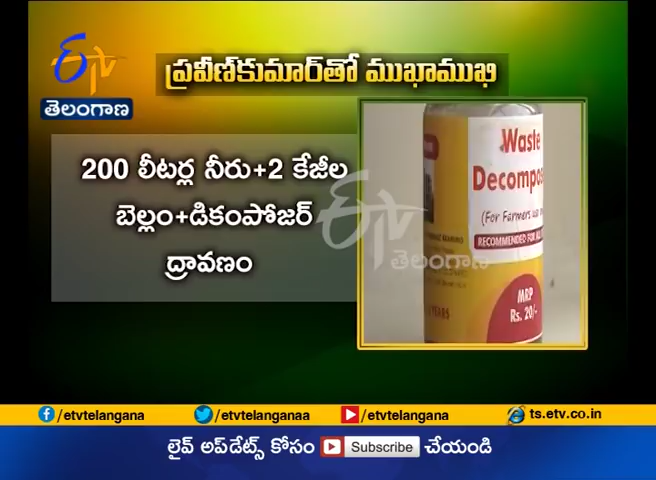 ETV
తెలంగాణ
ప్రవీణ్‌కుమార్‌తో ముఖాముఖి
200 లీటర్ల నీరు+2 కేజీల
బెల్లం+డికంపోజర్
ద్రావణం
ETV
తెలంగాణ
Waste
(For Farmers
RECOMMENDED FOR
MRP
Rs. 20/-
/etvtelangana
/etvtelanganaa
/etvtelangana
ts.etv.co.in
లైవ్ అప్‌డేట్స్ కోసం Subscribe చేయండి